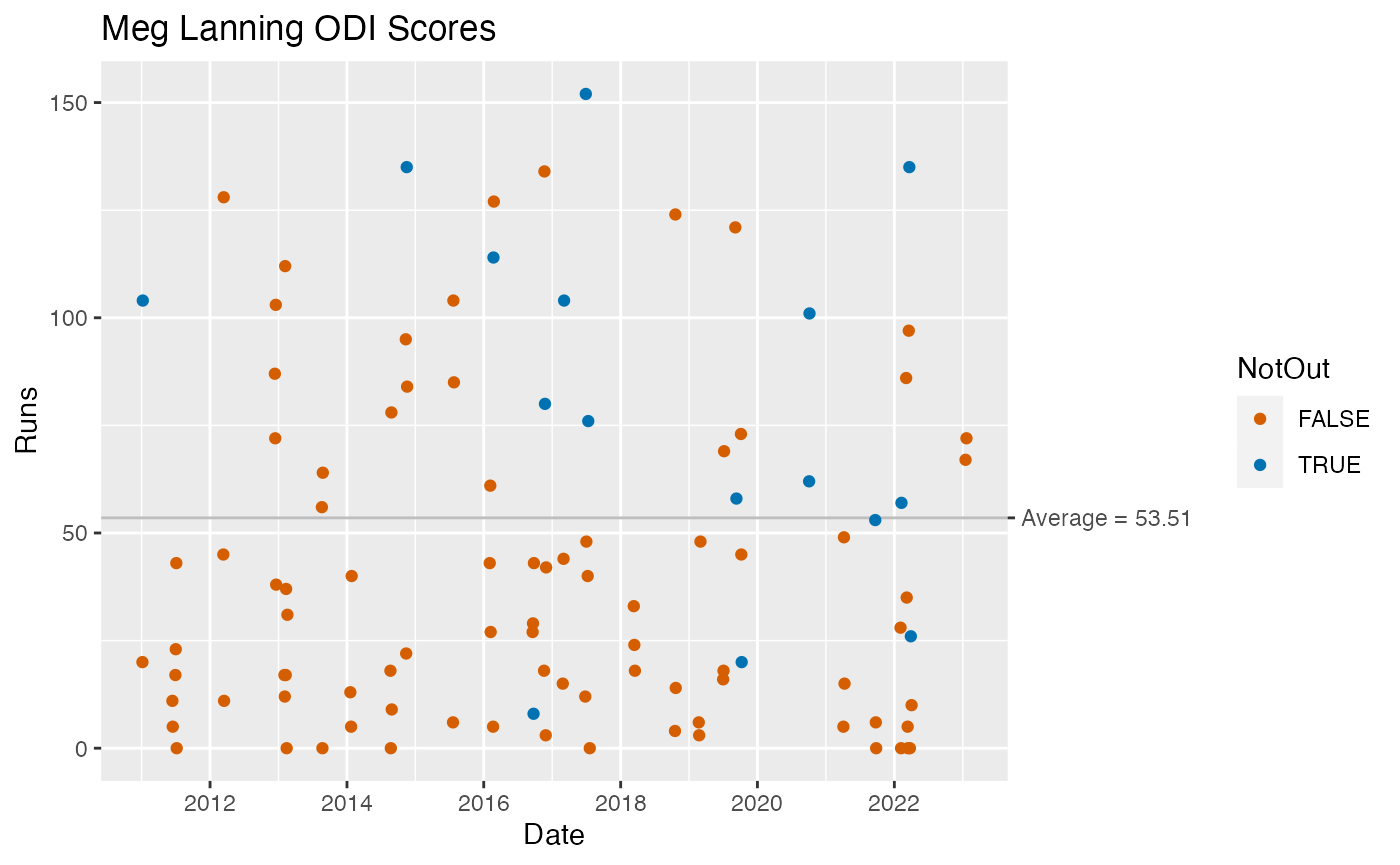 Meg Lanning ODI Scores
Runs
150
100
50
0
Average = 53.51
2012 2014 2016 2018 2020 2022
Date
NotOut
FALSE
TRUE